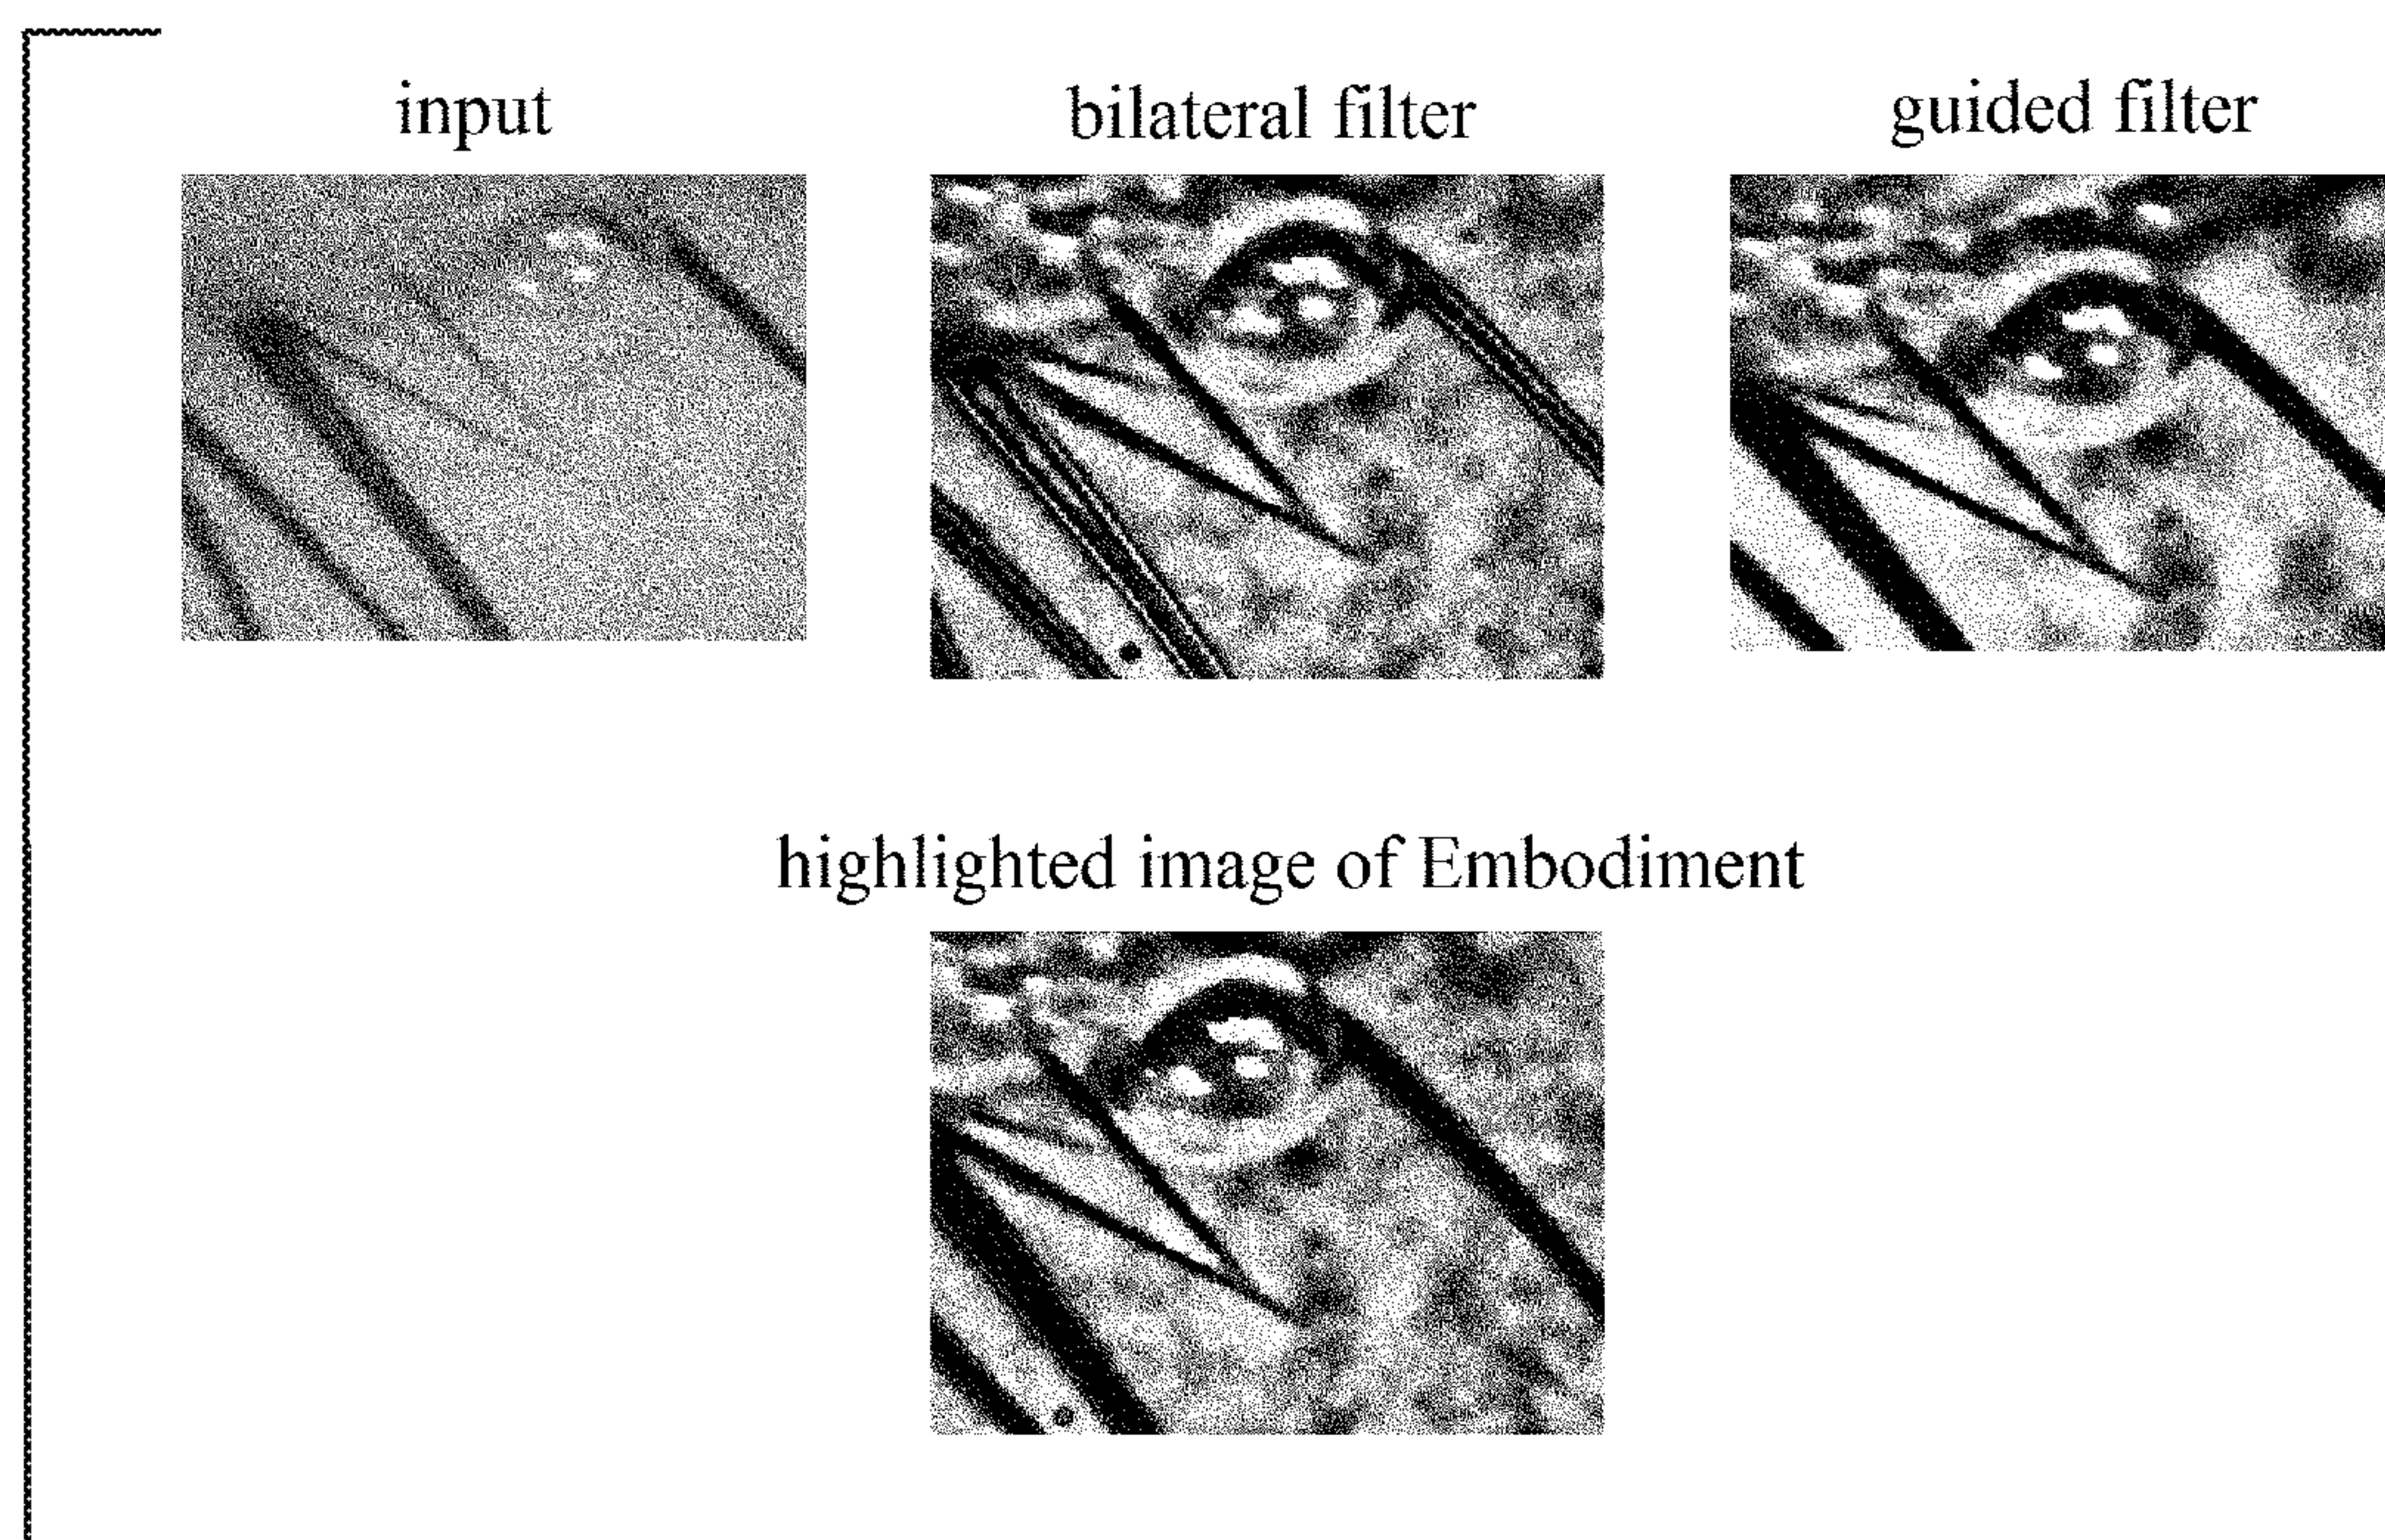 input
bilateral filter
guided filter
highlighted image of Embodiment